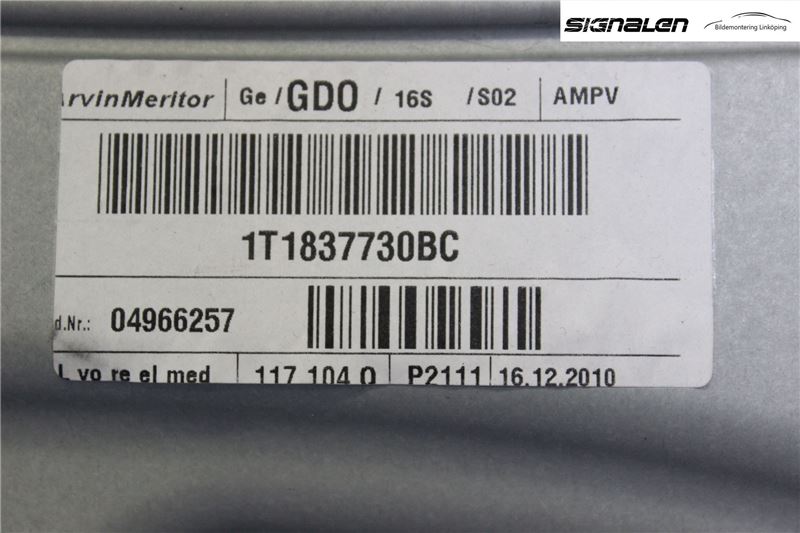 SIGNALEN Bildemontering Linköping
ArvinMeritor Ge / GDO / 16S / S02 AMPV
1T1837730BC
d.Nr.: 04966257
L vo re el med 117 104 0 P2111 16.12.2010